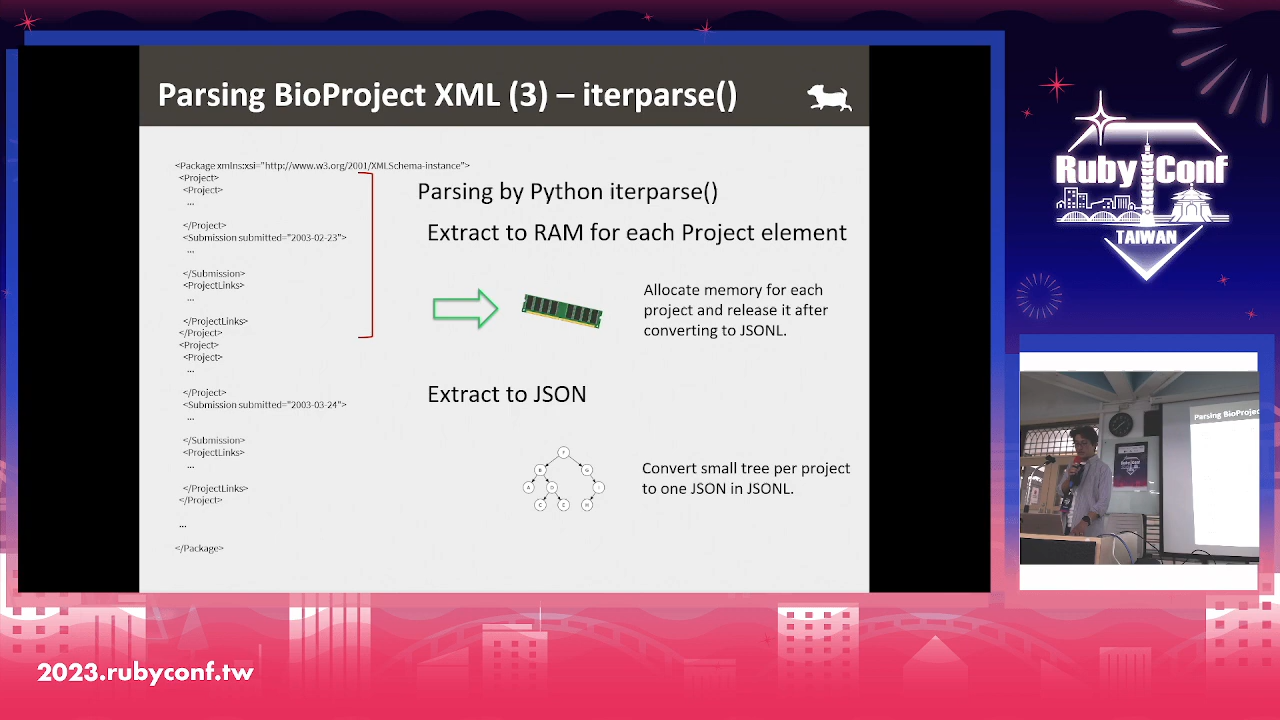 Parsing BioProject XML (3) – iterparse()
<Package xmlns:xsi="http://www.w3.org/2001/XMLSchema-instance">
<Project>
<Project>
...
</Project>
<Submission submitted="2003-02-23">
...
</Submission>
<ProjectLinks>
...
</ProjectLinks>
</Project>
<Project>
<Project>
...
</Project>
<Submission submitted="2003-03-24">
...
</Submission>
<ProjectLinks>
...
</ProjectLinks>
</Project>
...
</Package>
Parsing by Python iterparse()
Extract to RAM for each Project element
Allocate memory for each
project and release it after
converting to JSONL.
Extract to JSON
F
B G
A D I
C E H
Convert small tree per project
to one JSON in JSONL.
Ruby Conf
TAIWAN
Parsing BioProjec
2023.rubyconf.tw